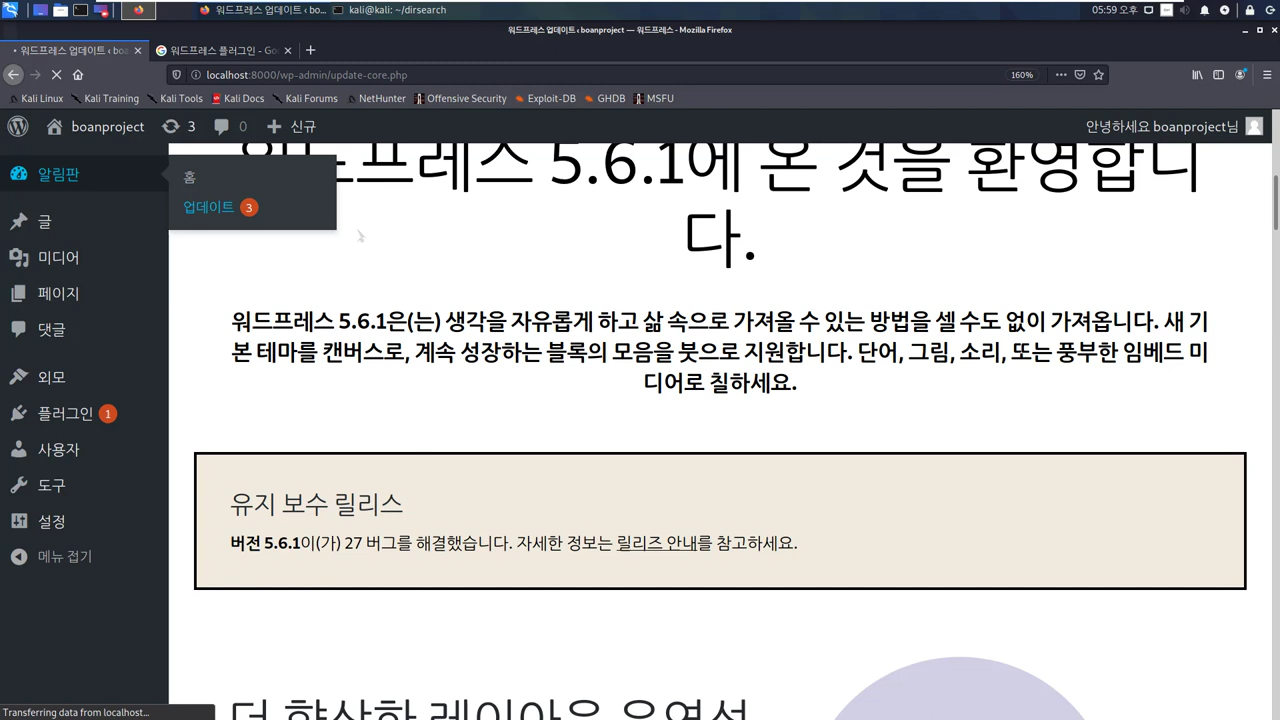 워드프레스 업데이트 ‹ bo...
kali@kali: ~/dirsearch
05:59 오후
워드프레스 업데이트 ‹ boanproject — 워드프레스 - Mozilla Firefox
워드프레스 업데이트 ‹ boa
워드프레스 플러그인 - Go
localhost:8000/wp-admin/update-core.php
160%
Kali Linux
Kali Training
Kali Tools
Kali Docs
Kali Forums
NetHunter
Offensive Security
Exploit-DB
GHDB
MSFU
boanproject
3
0
신규
안녕하세요 boanproject님
알림판
홈
업데이트 3
글
미디어
페이지
댓글
외모
플러그인 1
사용자
도구
설정
메뉴 접기
워드프레스 5.6.1에 온 것을 환영합니
다.
워드프레스 5.6.1은(는) 생각을 자유롭게 하고 삶 속으로 가져올 수 있는 방법을 셀 수도 없이 가져옵니다. 새 기
본 테마를 캔버스로, 계속 성장하는 블록의 모음을 붓으로 지원합니다. 단어, 그림, 소리, 또는 풍부한 임베드 미
디어로 칠하세요.
유지 보수 릴리스
버전 5.6.1이(가) 27 버그를 해결했습니다. 자세한 정보는 릴리즈 안내를 참고하세요.
더 향상한 레이아웃 유연성
Transferring data from localhost...